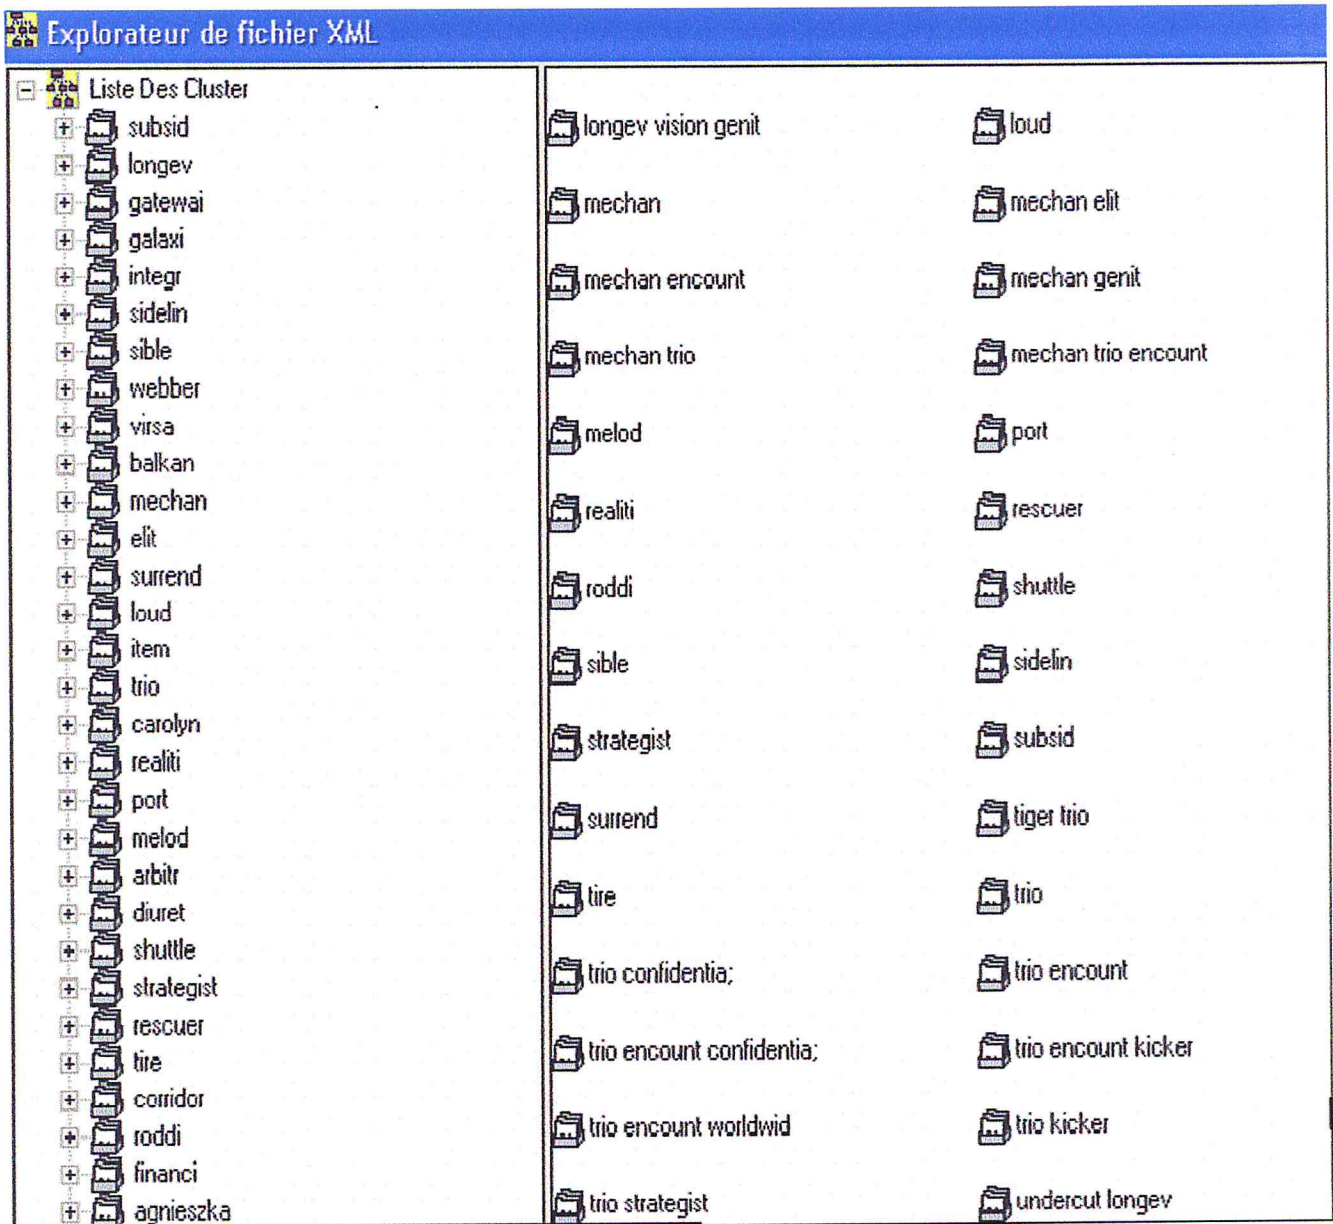 Explorateur de fichier XML
Liste Des Cluster
subsid
longev
gatewai
galaxi
integr
sidelin
sible
webber
virsa
balkan
mechan
elit
surrend
loud
item
trio
carolyn
realiti
port
melod
arbitr
diuret
shuttle
strategist
rescuer
tire
corridor
roddi
financi
agnieszka
longev vision genit
loud
mechan
mechan elit
mechan encount
mechan genit
mechan trio
mechan trio encount
melod
port
realiti
rescuer
roddi
shuttle
sible
sidelin
strategist
subsid
surrend
tiger trio
tire
trio
trio confidentia;
trio encount
trio encount confidentia;
trio encount kicker
trio encount worldwid
trio kicker
trio strategist
undercut longev